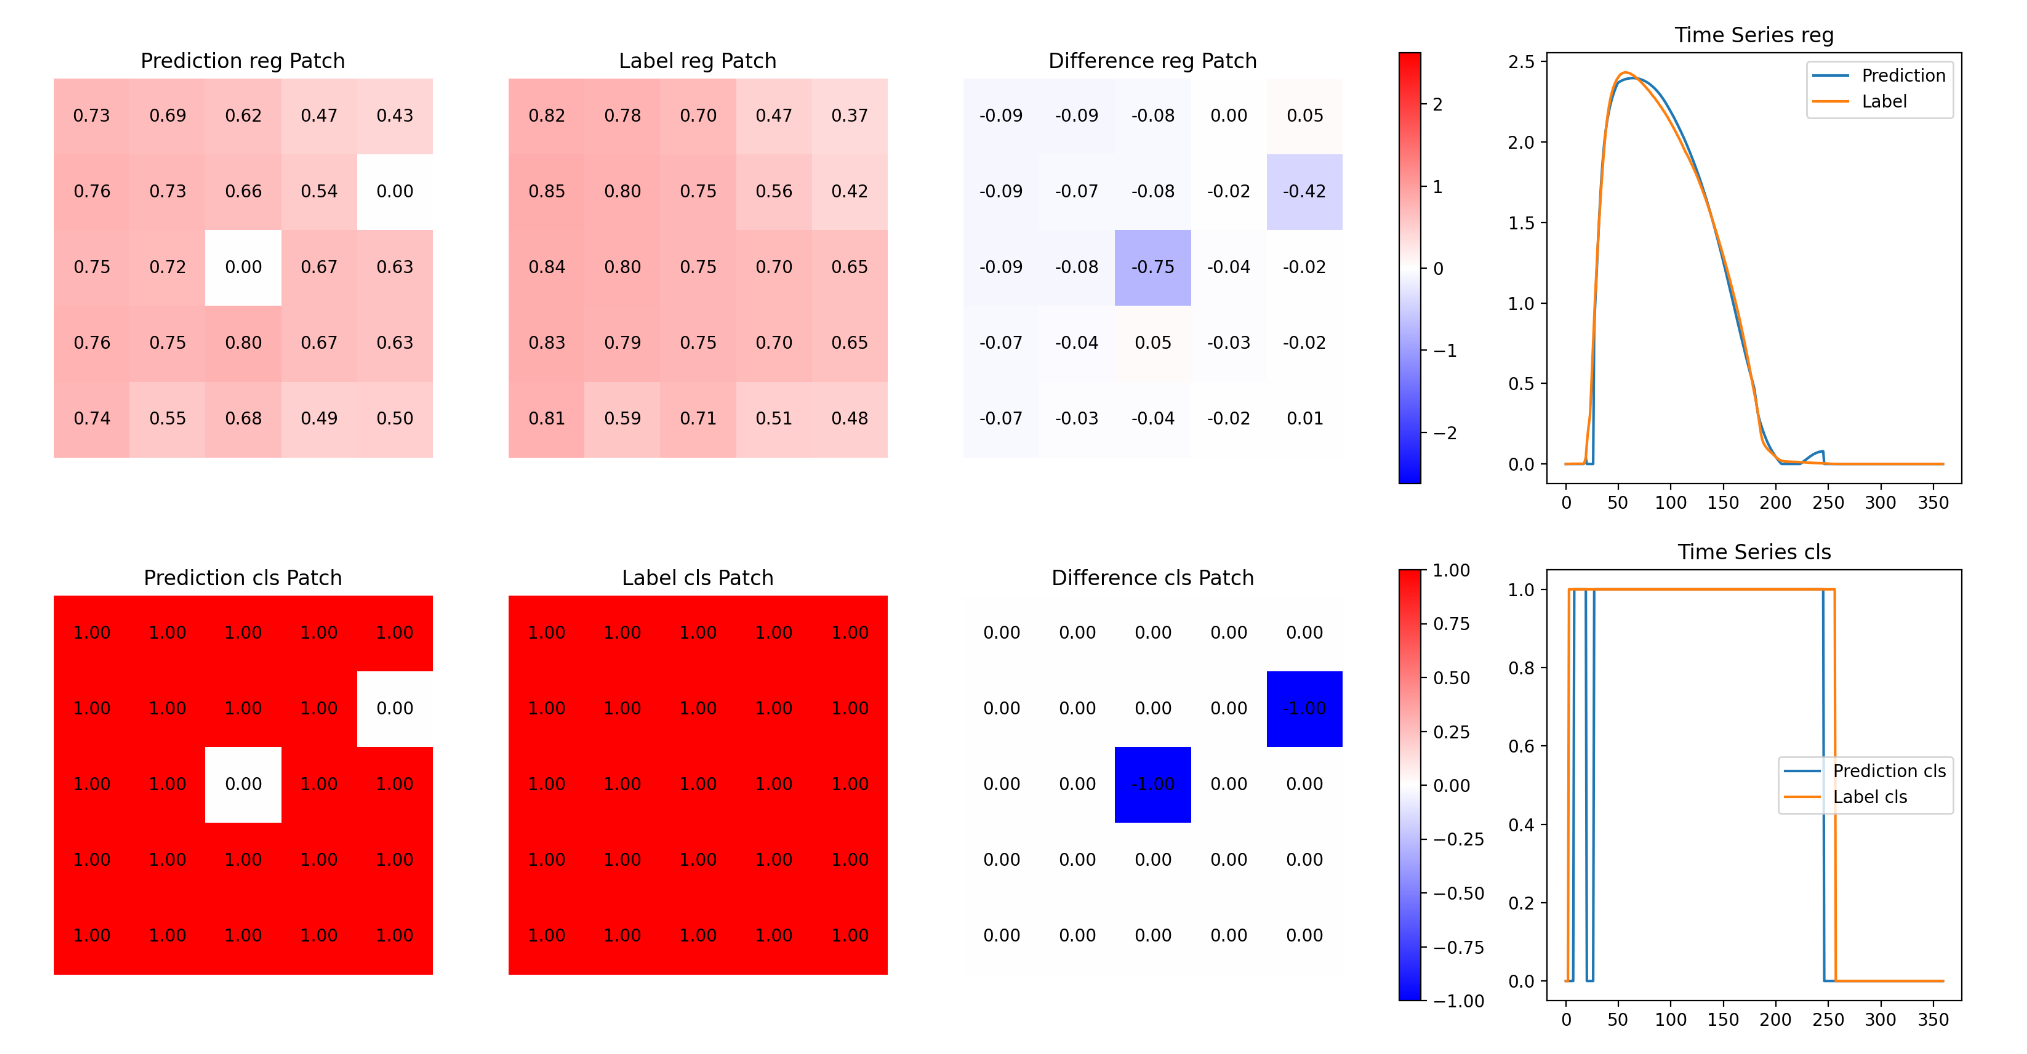 Prediction reg Patch
0.73 0.69 0.62 0.47 0.43
0.76 0.73 0.66 0.54 0.00
0.75 0.72 0.00 0.67 0.63
0.76 0.75 0.80 0.67 0.63
0.74 0.55 0.68 0.49 0.50
Label reg Patch
0.82 0.78 0.70 0.47 0.37
0.85 0.80 0.75 0.56 0.42
0.84 0.80 0.75 0.70 0.65
0.83 0.79 0.75 0.70 0.65
0.81 0.59 0.71 0.51 0.48
Difference reg Patch
-0.09 -0.09 -0.08 0.00 0.05
-0.09 -0.07 -0.08 -0.02 -0.42
-0.09 -0.08 -0.75 -0.04 -0.02
-0.07 -0.04 0.05 -0.03 -0.02
-0.07 -0.03 -0.04 -0.02 0.01
2
1
0
−1
−2
Time Series reg
2.5
2.0
1.5
1.0
0.5
0.0
0 50 100 150 200 250 300 350
Prediction
Label
Prediction cls Patch
1.00 1.00 1.00 1.00 1.00
1.00 1.00 1.00 1.00 0.00
1.00 1.00 0.00 1.00 1.00
1.00 1.00 1.00 1.00 1.00
1.00 1.00 1.00 1.00 1.00
Label cls Patch
1.00 1.00 1.00 1.00 1.00
1.00 1.00 1.00 1.00 1.00
1.00 1.00 1.00 1.00 1.00
1.00 1.00 1.00 1.00 1.00
1.00 1.00 1.00 1.00 1.00
Difference cls Patch
0.00 0.00 0.00 0.00 0.00
0.00 0.00 0.00 0.00 -1.00
0.00 0.00 -1.00 0.00 0.00
0.00 0.00 0.00 0.00 0.00
0.00 0.00 0.00 0.00 0.00
1.00
0.75
0.50
0.25
0.00
−0.25
−0.50
−0.75
−1.00
Time Series cls
1.0
0.8
0.6
0.4
0.2
0.0
0 50 100 150 200 250 300 350
Prediction cls
Label cls